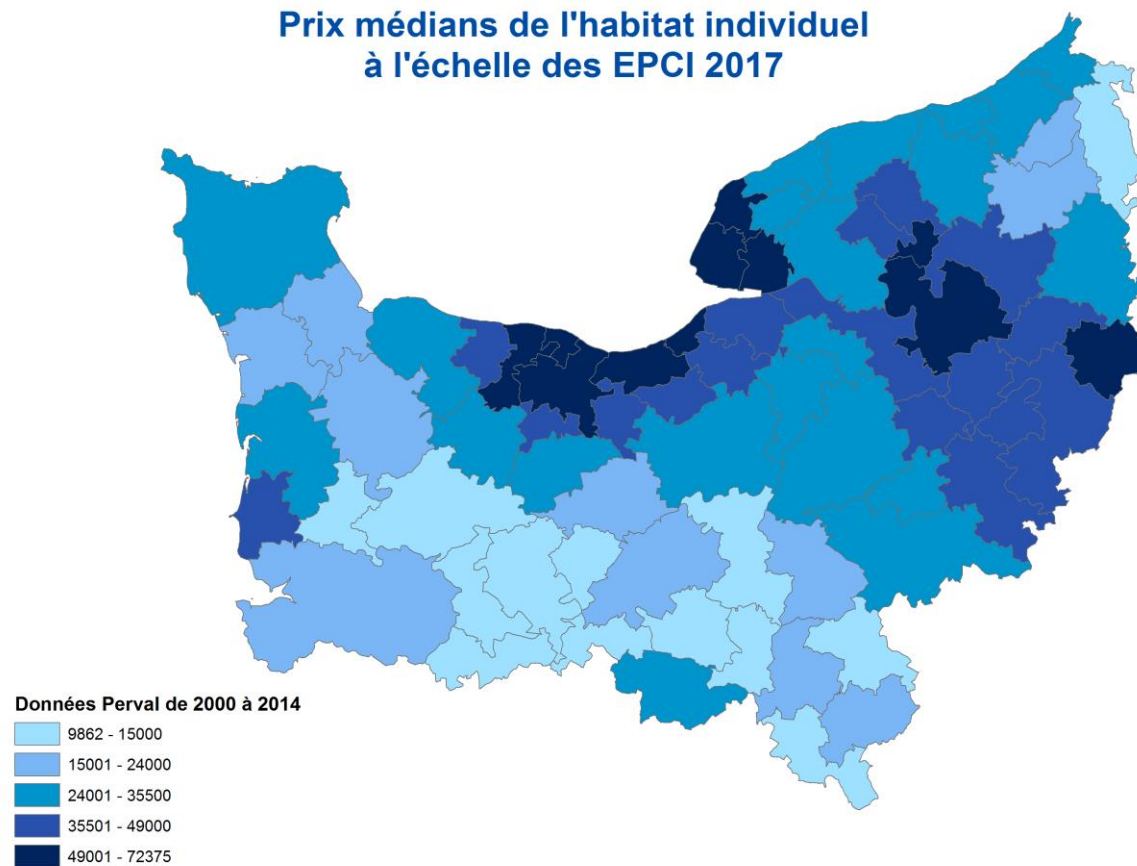 Prix médians de l'habitat individuel
à l'échelle des EPCI 2017
Données Perval de 2000 à 2014
9862 - 15000
15001 - 24000
24001 - 35500
35501 - 49000
49001 - 72375